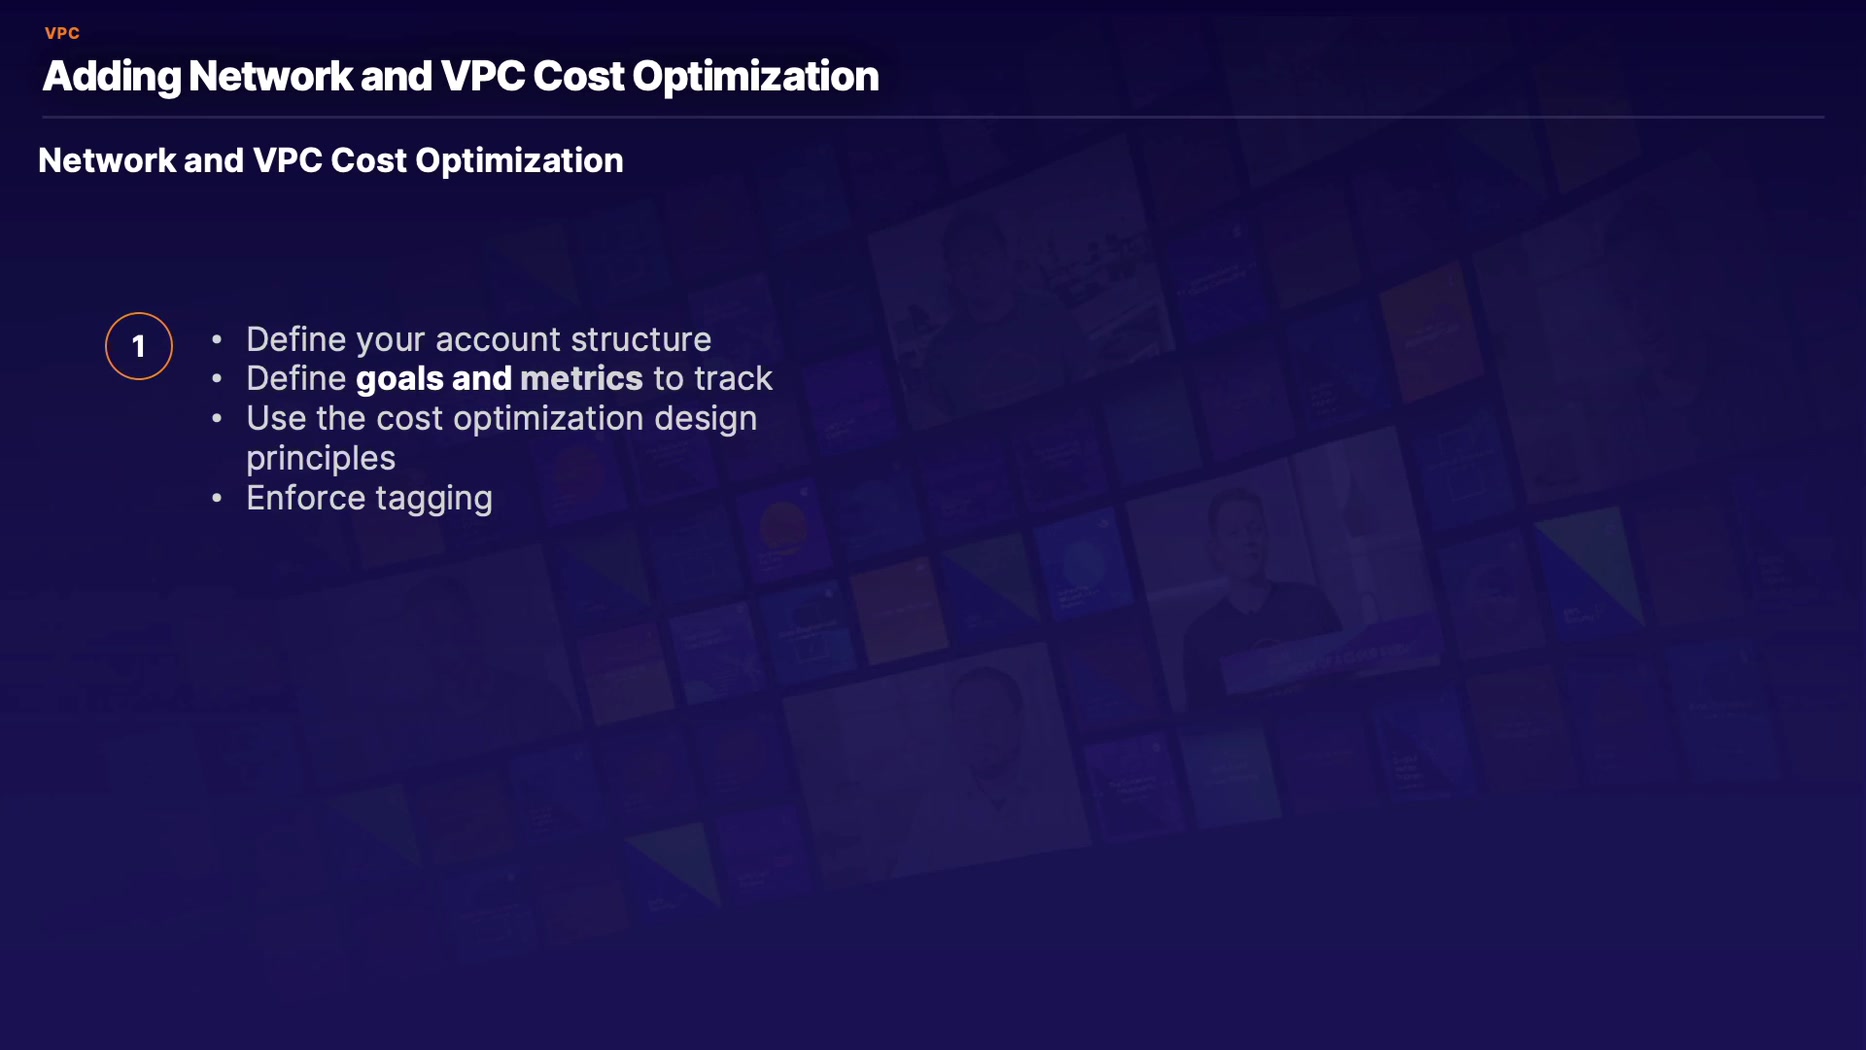 VPC
Adding Network and VPC Cost Optimization
Network and VPC Cost Optimization
1
• Define your account structure
• Define goals and metrics to track
• Use the cost optimization design
principles
• Enforce tagging